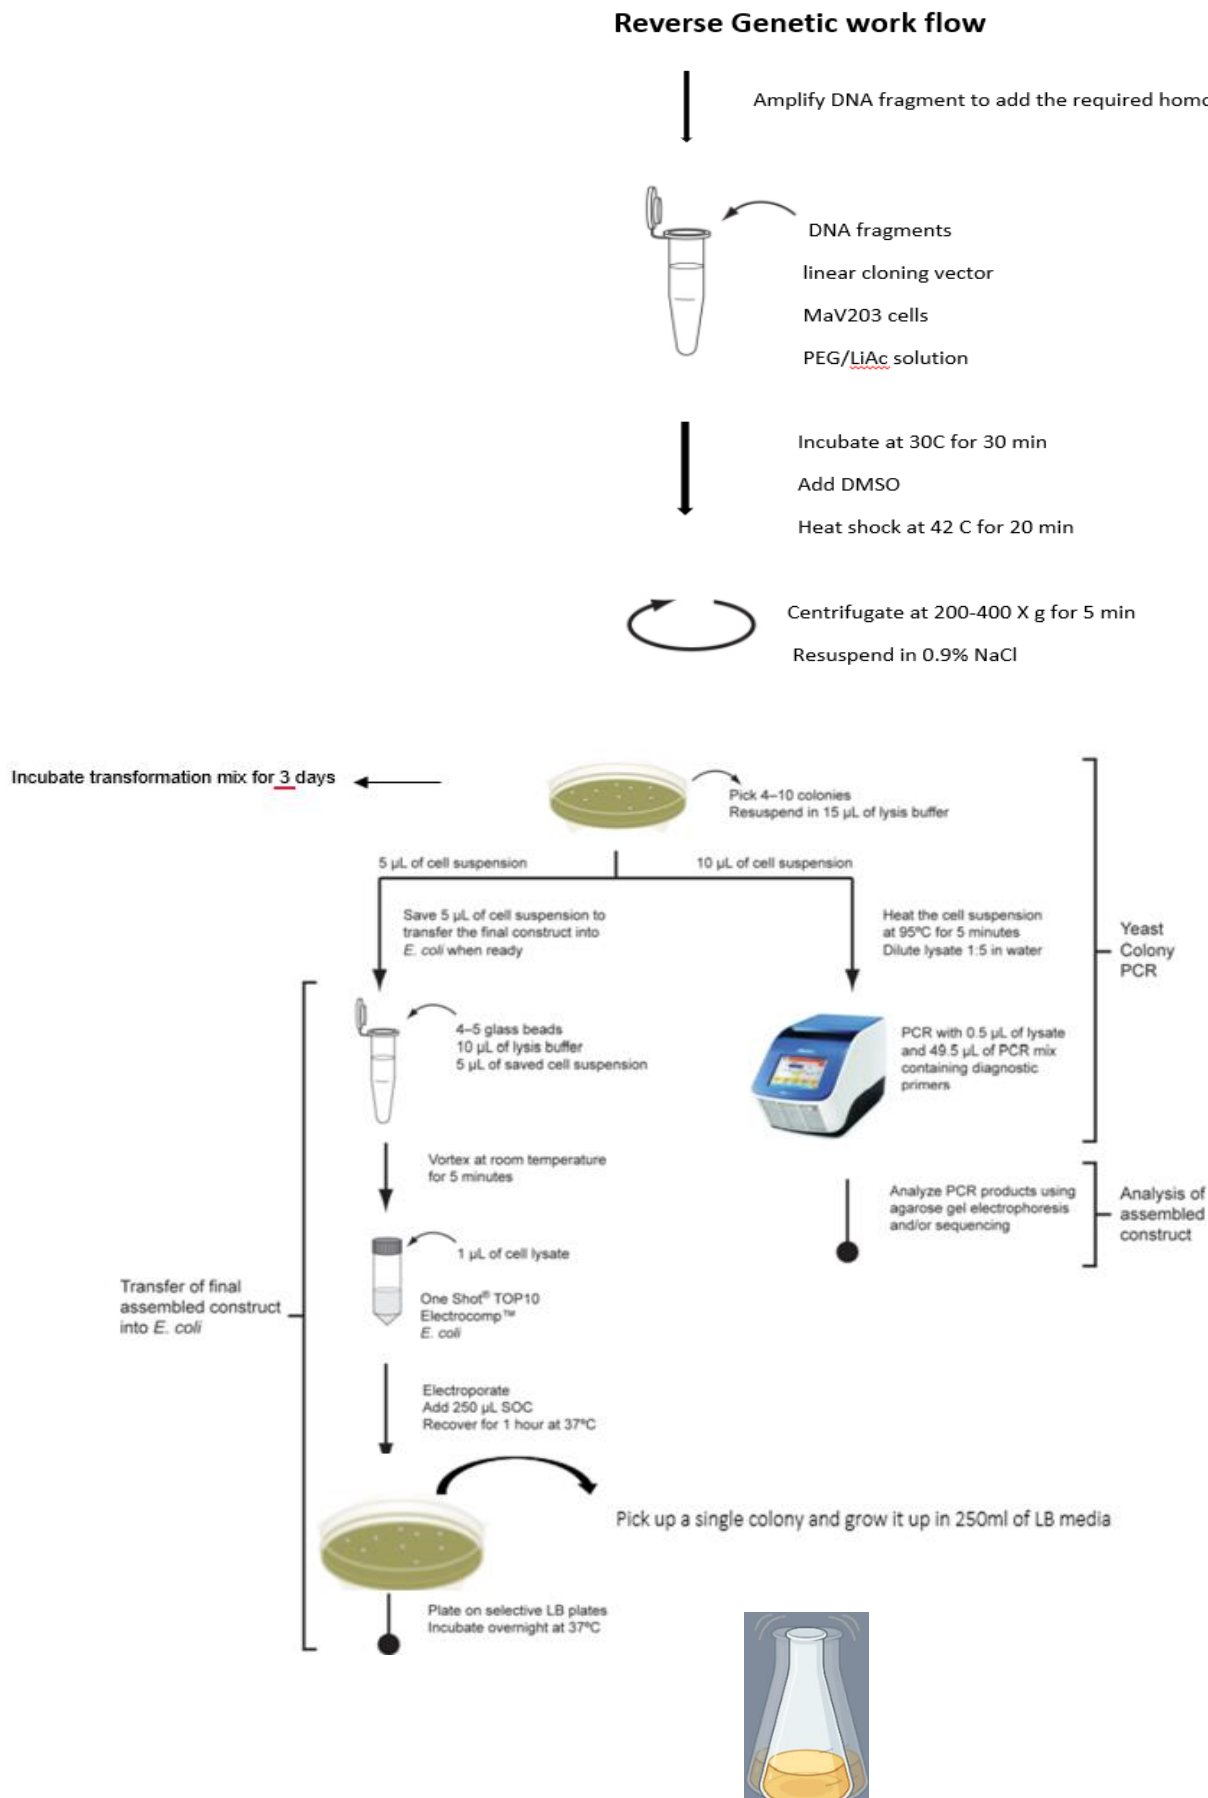 Reverse Genetic work flow
Amplify DNA fragment to add the required
DNA fragments
linear cloning vector
MaV203 cells
PEG/LiAc solution
Incubate at 30C for 30 min
Add DMSO
Heat shock at 42 C for 20 min
Centrifugate at 200-400 X g for 5 min
Resuspend in 0.9% NaCl
Incubate transformation mix for 3 days
Pick 4–10 colonies
Resuspend in 15 µL of lysis buffer
5 µL of cell suspension
10 µL of cell suspension
Save 5 µL of cell suspension to
transfer the final construct into
E. coli when ready
Heat the cell suspension
at 95ºC for 5 minutes
Dilute lysate 1:5 in water
Yeast
Colony
PCR
4–5 glass beads
10 µL of lysis buffer
5 µL of saved cell suspension
PCR with 0.5 µL of lysate
and 49.5 µL of PCR mix
containing diagnostic
primers
Vortex at room temperature
for 5 minutes
Analyze PCR products using
agarose gel electrophoresis
and/or sequencing
Analysis of
assembled
construct
1 µL of cell lysate
One Shot® TOP10
Electrocomp™
E. coli
Transfer of final
assembled construct
into E. coli
Electroporate
Add 250 µL SOC
Recover for 1 hour at 37ºC
Pick up a single colony and grow it up in 250ml of LB media
Plate on selective LB plates
Incubate overnight at 37ºC